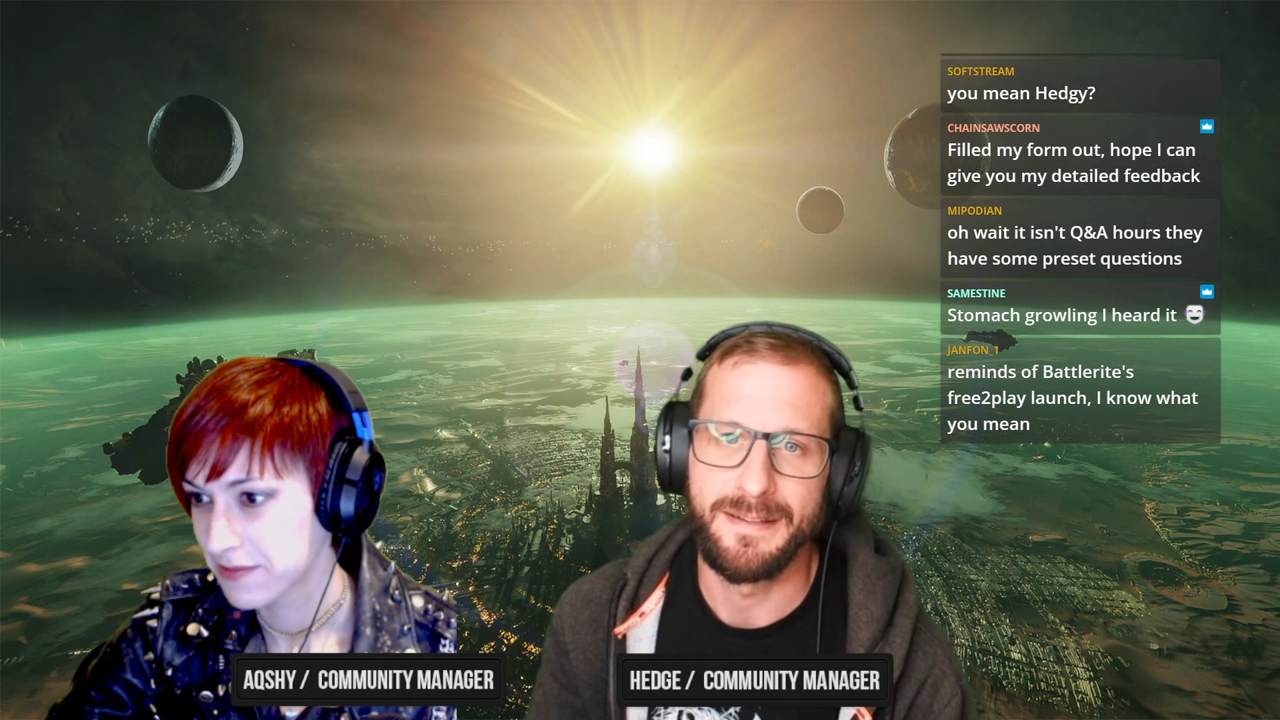 SOFTSTREAM
you mean Hedgy?
CHAINSAWSCORN
Filled my form out, hope I can
give you my detailed feedback
MIPODIAN
oh wait it isn't Q&A hours they
have some preset questions
SAMESTINE
Stomach growling I heard it
JANFON_1
reminds of Battlerite's
free2play launch, I know what
you mean
AQSHY / COMMUNITY MANAGER
HEDGE / COMMUNITY MANAGER